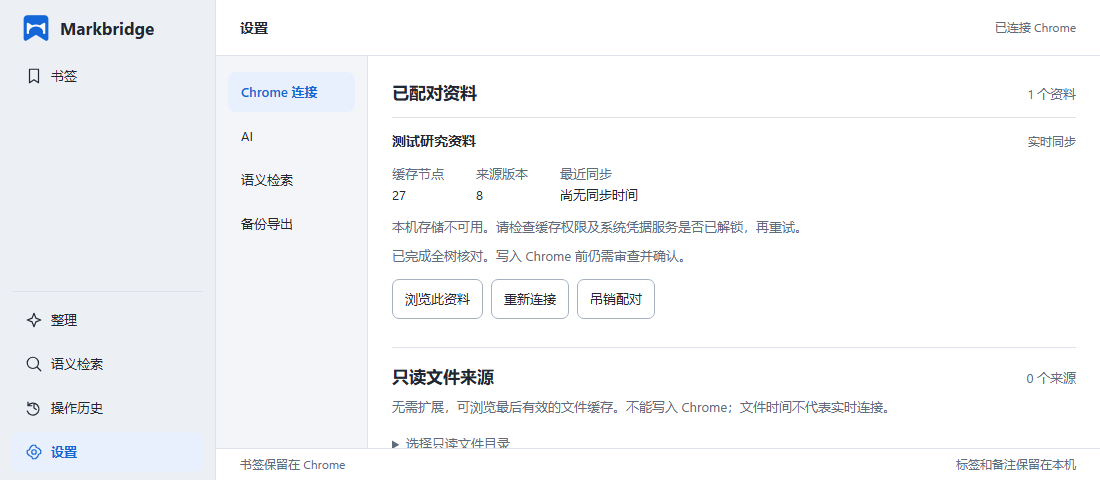 Markbridge
书签
整理
语义检索
操作历史
设置
设置
已连接 Chrome
Chrome 连接
AI
语义检索
备份导出
已配对资料
1 个资料
测试研究资料
实时同步
缓存节点 来源版本 最近同步
27 8 尚无同步时间
本机存储不可用。请检查缓存权限及系统凭据服务是否已解锁，再重试。
已完成全树核对。写入 Chrome 前仍需审查并确认。
浏览此资料 重新连接 吊销配对
只读文件来源
0 个来源
无需扩展，可浏览最后有效的文件缓存。不能写入 Chrome；文件时间不代表实时连接。
选择只读文件目录
书签保留在 Chrome
标签和备注保留在本机